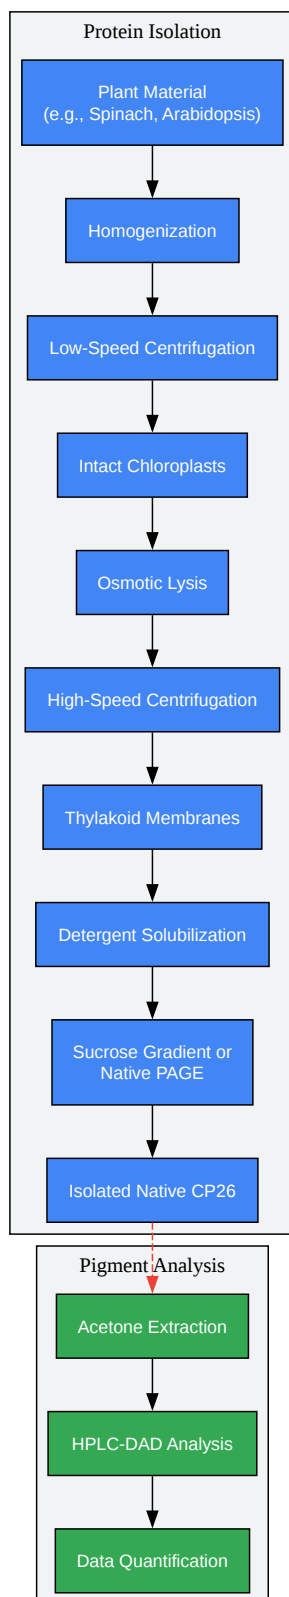 Protein Isolation
Plant Material
(e.g., Spinach, Arabidopsis)
Homogenization
Low-Speed Centrifugation
Intact Chloroplasts
Osmotic Lysis
High-Speed Centrifugation
Thylakoid Membranes
Detergent Solubilization
Sucrose Gradient or
Native PAGE
Isolated Native CP26
Pigment Analysis
Acetone Extraction
HPLC-DAD Analysis
Data Quantification